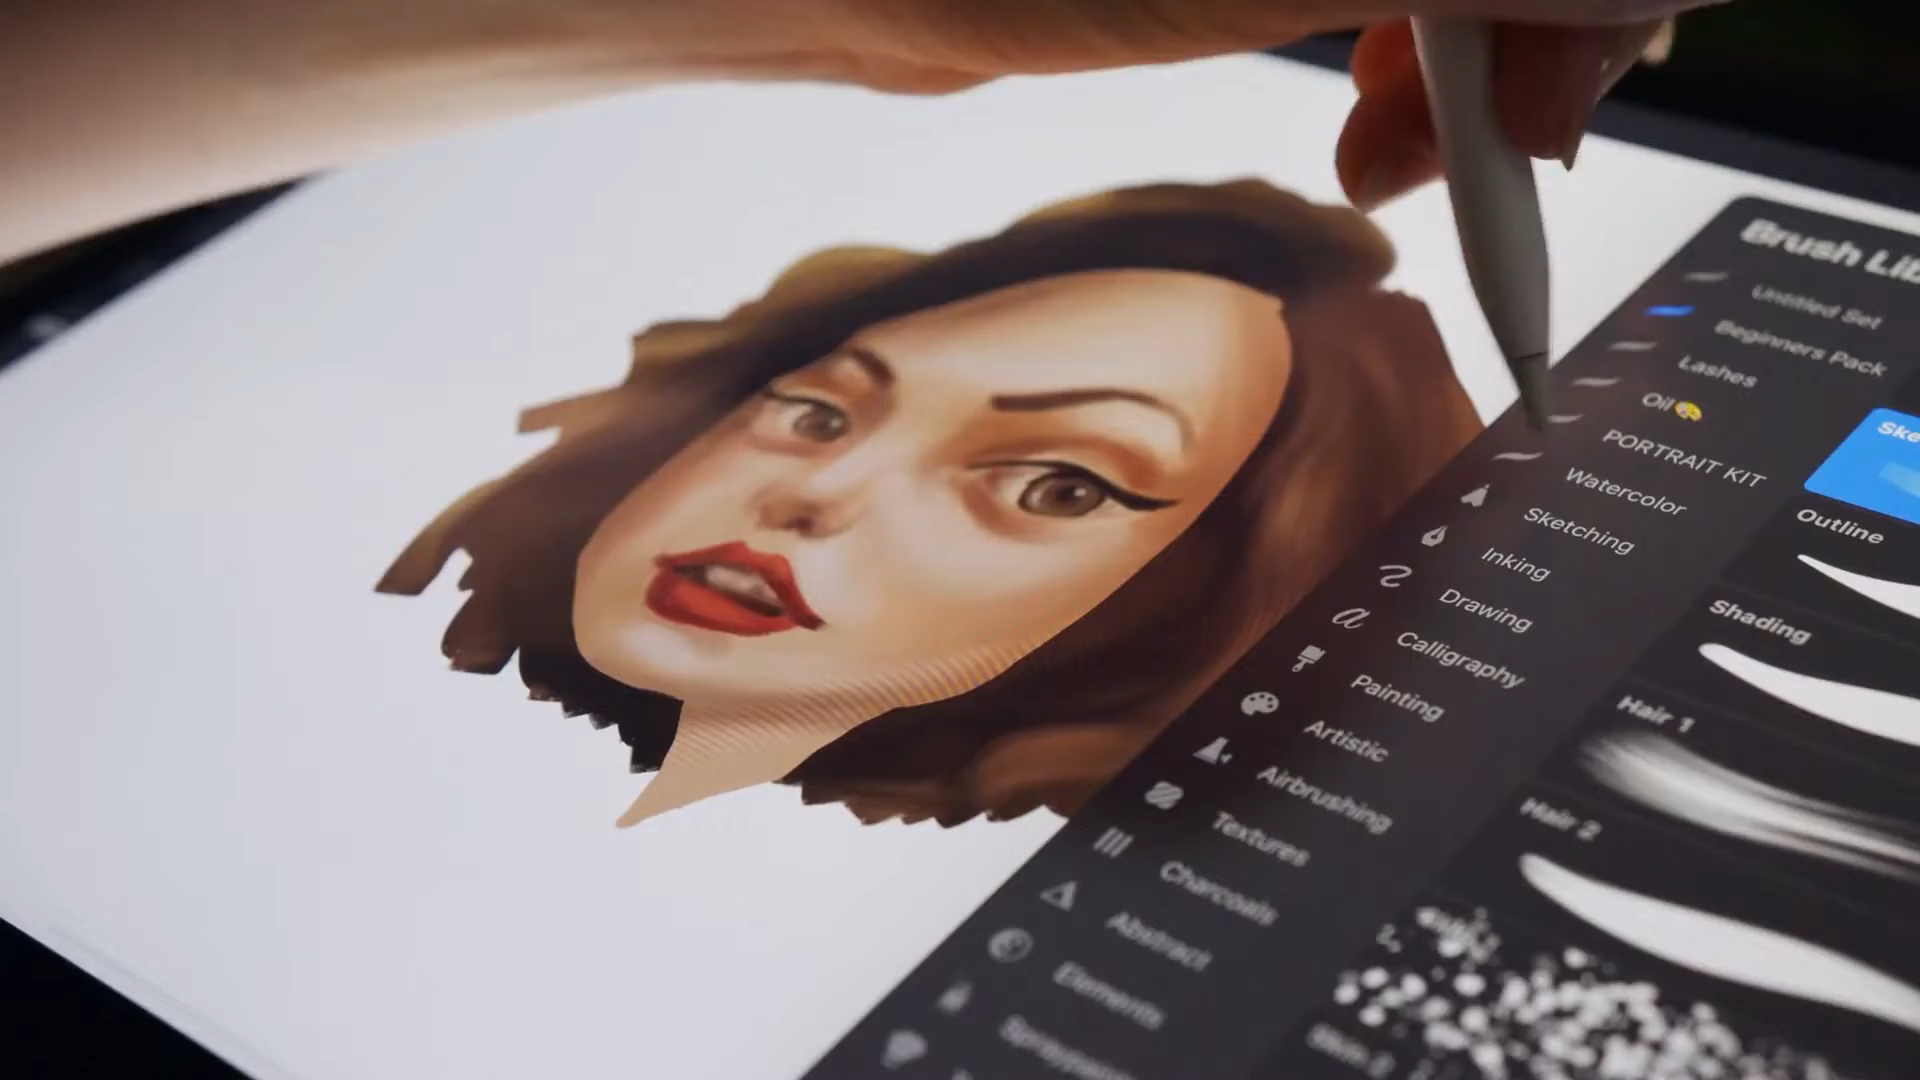 Brush Lib
Untitled Set
Beginners Pack
Lashes
Oil🎨
PORTRAIT KIT
Watercolor
Sketching
Inking
Drawing
Calligraphy
Painting
Artistic
Airbrushing
Textures
Charcoals
Abstract
Elements
Ske
Outline
Shading
Hair 1
Hair 2